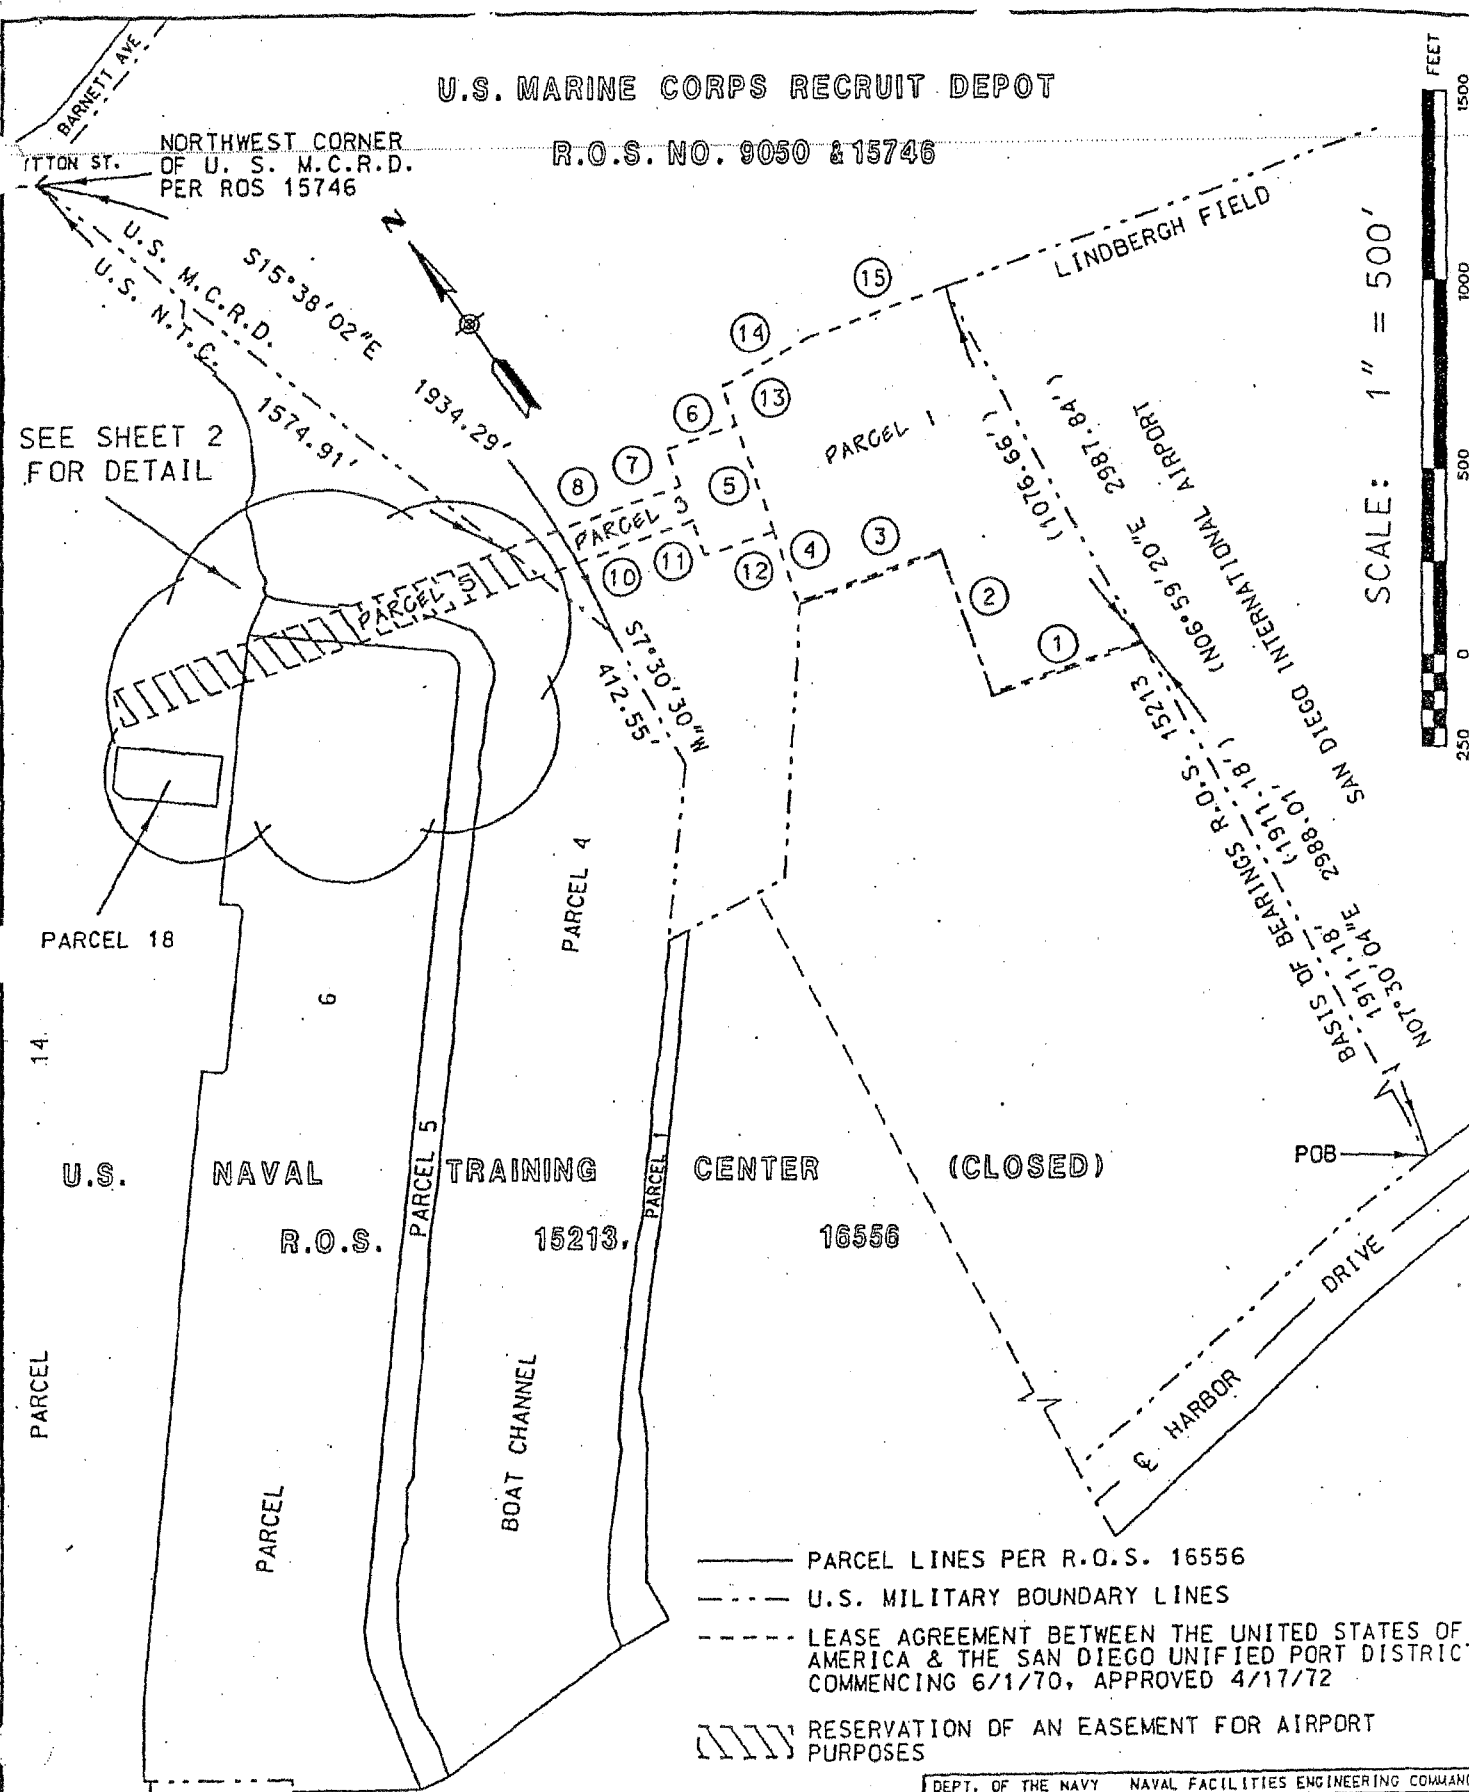 U.S. MARINE CORPS RECRUIT DEPOT
R.O.S. NO. 9050 & 15746
BARNETT AVE
TTON ST.
NORTHWEST CORNER
OF U. S. M.C.R.D.
PER ROS 15746
N
U.S. M.C.R.D.
U.S. N.T.C.
S15°38'02"E
1934.29'
1574.91'
SEE SHEET 2
FOR DETAIL
LINDBERGH FIELD
15
14
13
6
7
8
5
PARCEL 1
PARCEL 3
10
11
12
4
3
2
1
PARCEL 5
(1076.66')
(N06°59'20"E 2987.84')
SAN DIEGO INTERNATIONAL AIRPORT
S7°30'30"W
412.55'
BASIS OF BEARINGS R.O.S. 15213
(1911.18')
1911.18'
N07°30'04"E 2988.01'
FEET
1500
1000
500
0
250
SCALE: 1" = 500'
PARCEL 18
PARCEL 4
PARCEL 14
PARCEL 6
PARCEL 5
PARCEL 1
BOAT CHANNEL
U.S. NAVAL TRAINING CENTER (CLOSED)
R.O.S. 15213, 16556
POB
℄ HARBOR DRIVE
PARCEL LINES PER R.O.S. 16556
U.S. MILITARY BOUNDARY LINES
LEASE AGREEMENT BETWEEN THE UNITED STATES OF
AMERICA & THE SAN DIEGO UNIFIED PORT DISTRIC
COMMENCING 6/1/70, APPROVED 4/17/72
RESERVATION OF AN EASEMENT FOR AIRPORT
PURPOSES
DEPT. OF THE NAVY NAVAL FACILITIES ENGINEERING COMMAN